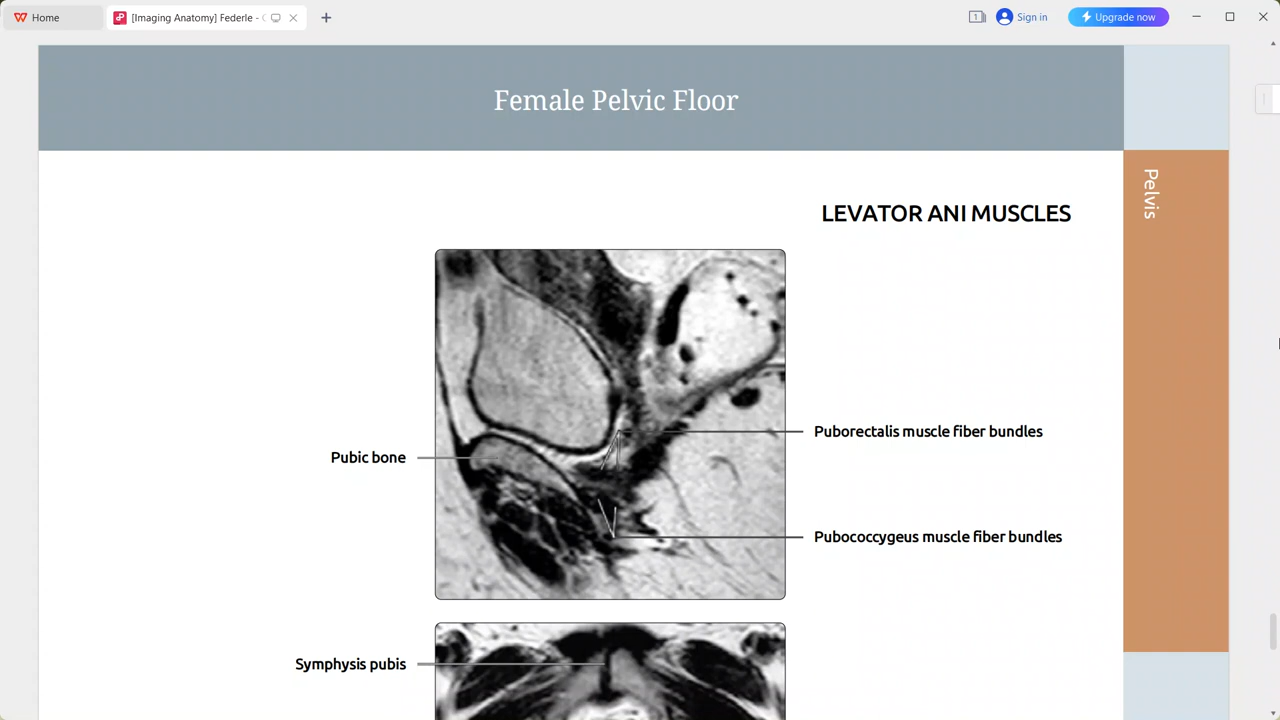 Home
[Imaging Anatomy] Federle -
1
Sign in
Upgrade now
Female Pelvic Floor
Pelvis
LEVATOR ANI MUSCLES
Puborectalis muscle fiber bundles
Pubic bone
Pubococcygeus muscle fiber bundles
Symphysis pubis